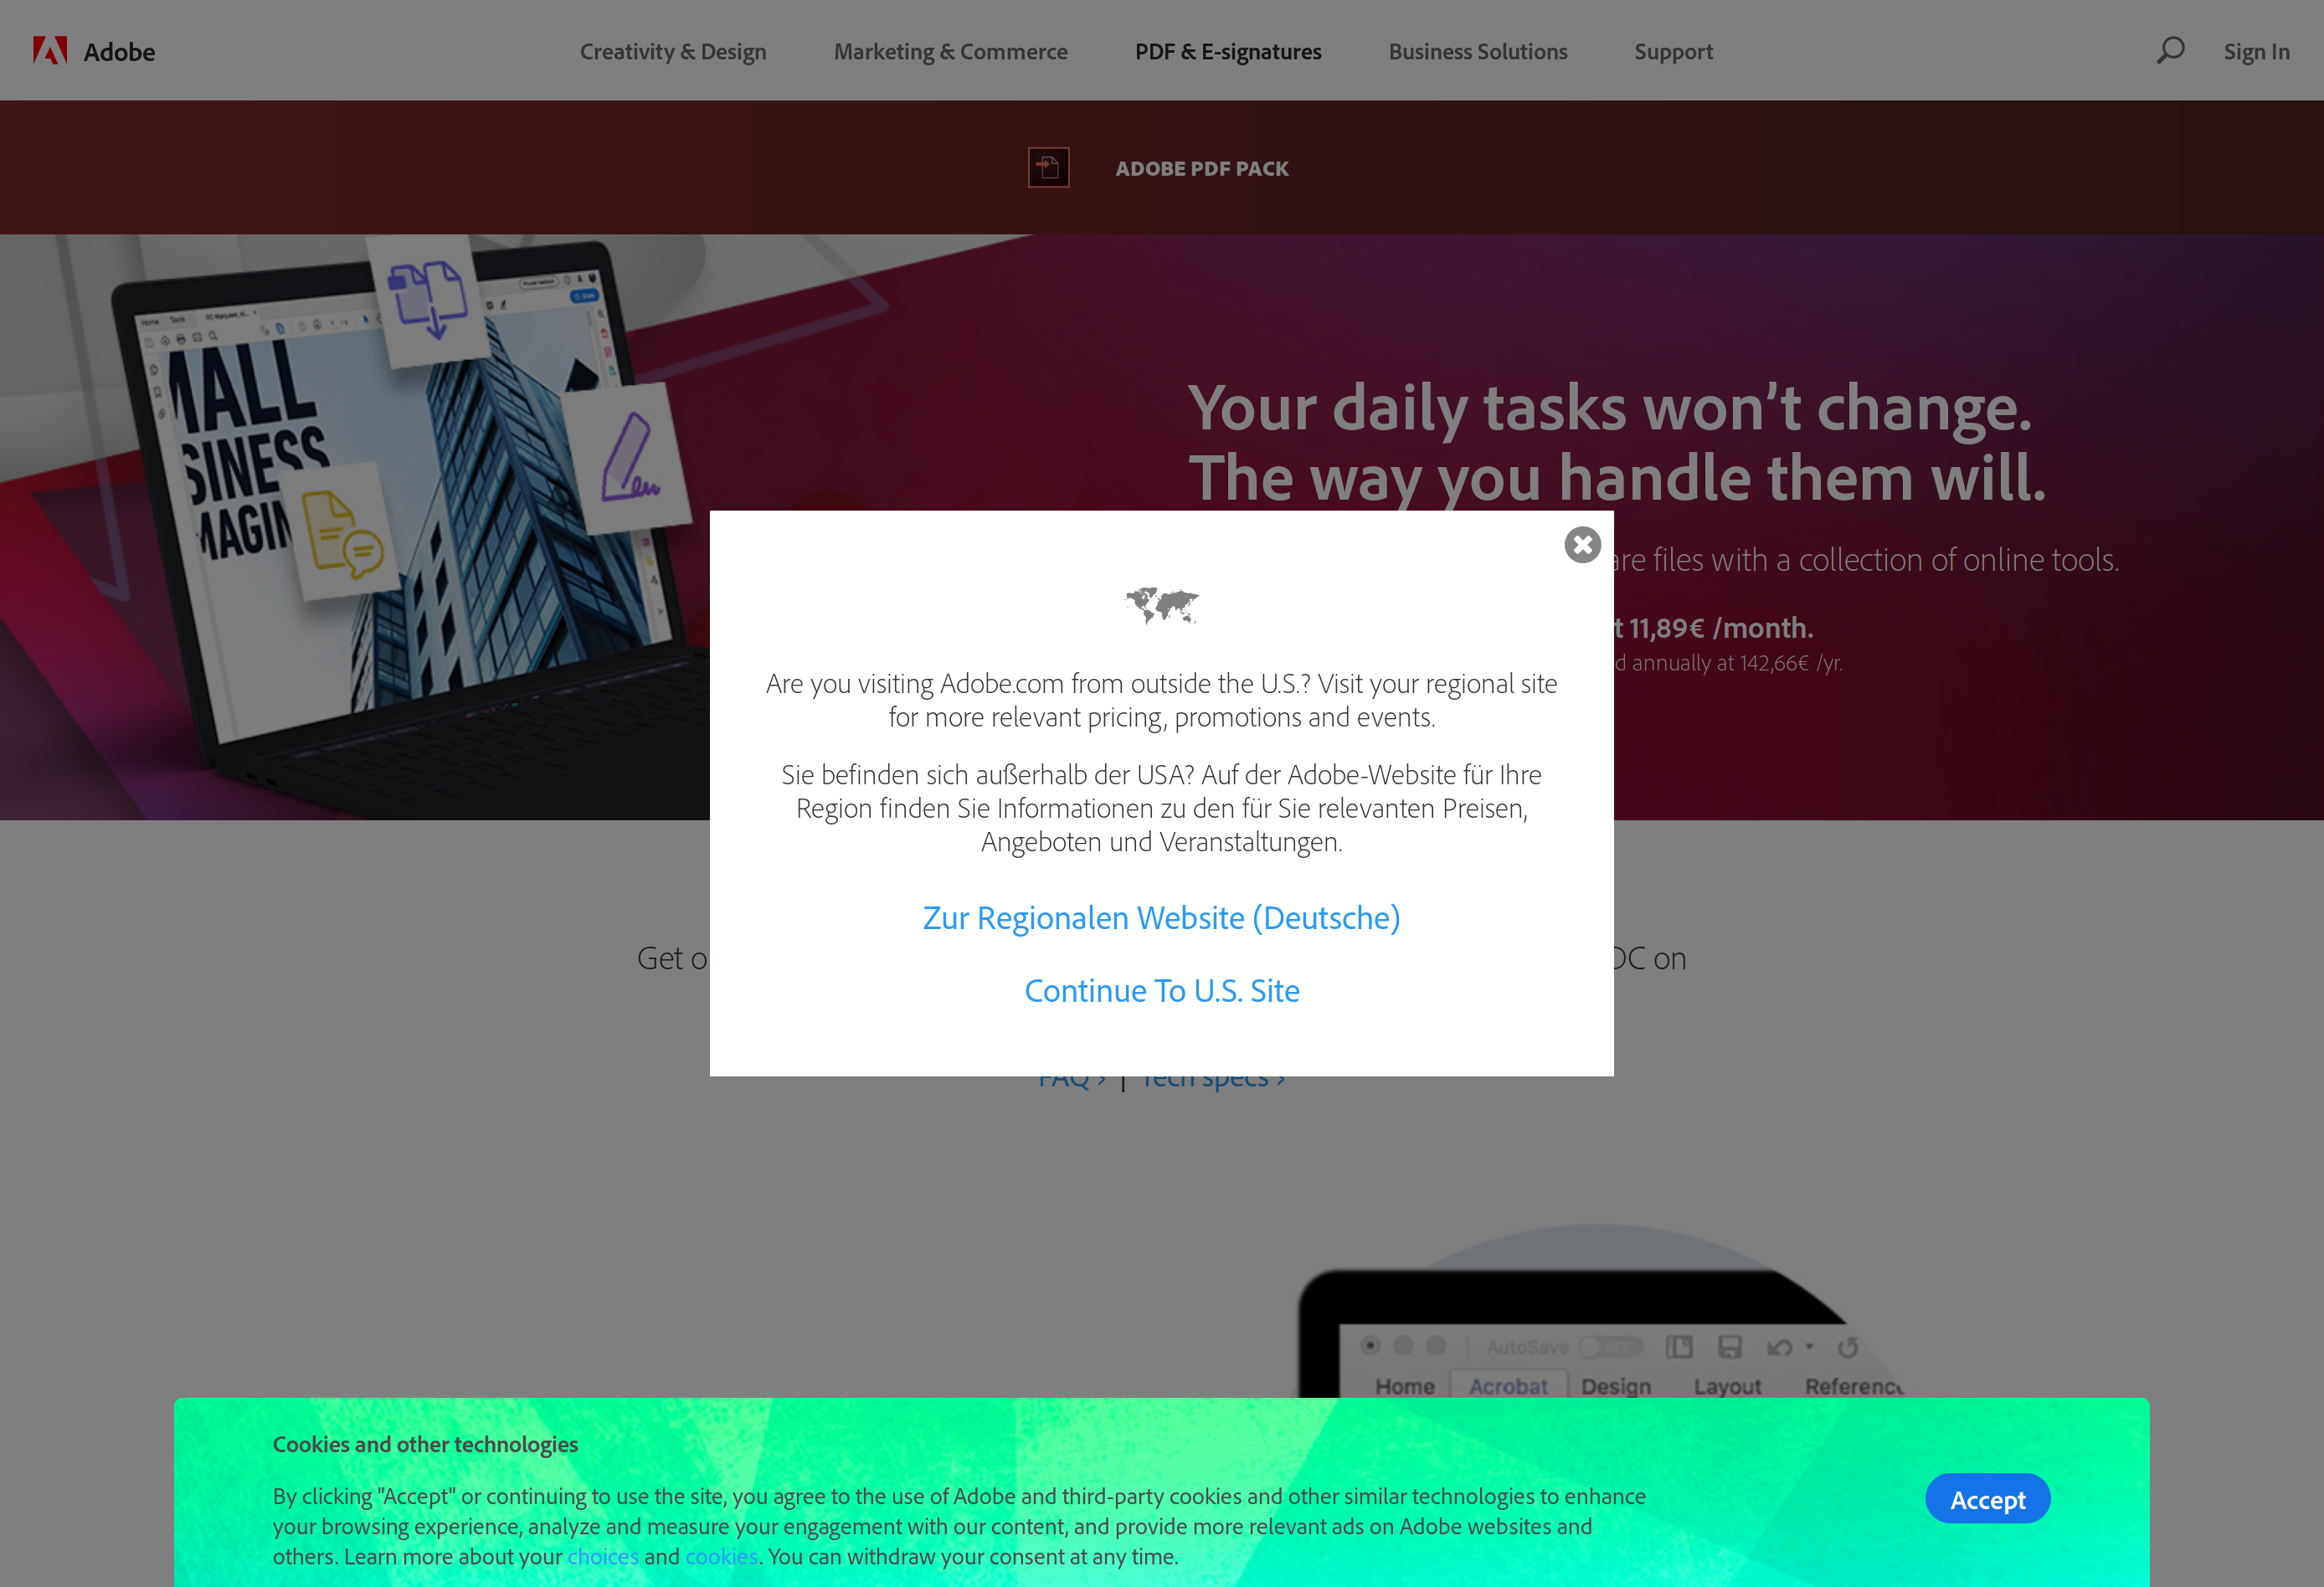 Adobe
Creativity & Design
Marketing & Commerce
PDF & E-signatures
Business Solutions
Support
Sign In
ADOBE PDF PACK
Home Tools
MALL
SINESS
MAGIN
Your daily tasks won’t change.
The way you handle them will.
are files with a collection of online tools.
t 11,89€ /month.
d annually at 142,66€ /yr.
Are you visiting Adobe.com from outside the U.S.? Visit your regional site
for more relevant pricing, promotions and events.
Sie befinden sich außerhalb der USA? Auf der Adobe-Website für Ihre
Region finden Sie Informationen zu den für Sie relevanten Preisen,
Angeboten und Veranstaltungen.
Zur Regionalen Website (Deutsche)
Continue To U.S. Site
Get o
DC on
FAQ › | Tech specs ›
AutoSave OFF
Home Acrobat Design Layout Referenc
Cookies and other technologies
By clicking "Accept" or continuing to use the site, you agree to the use of Adobe and third-party cookies and other similar technologies to enhance
your browsing experience, analyze and measure your engagement with our content, and provide more relevant ads on Adobe websites and
others. Learn more about your choices and cookies. You can withdraw your consent at any time.
Accept